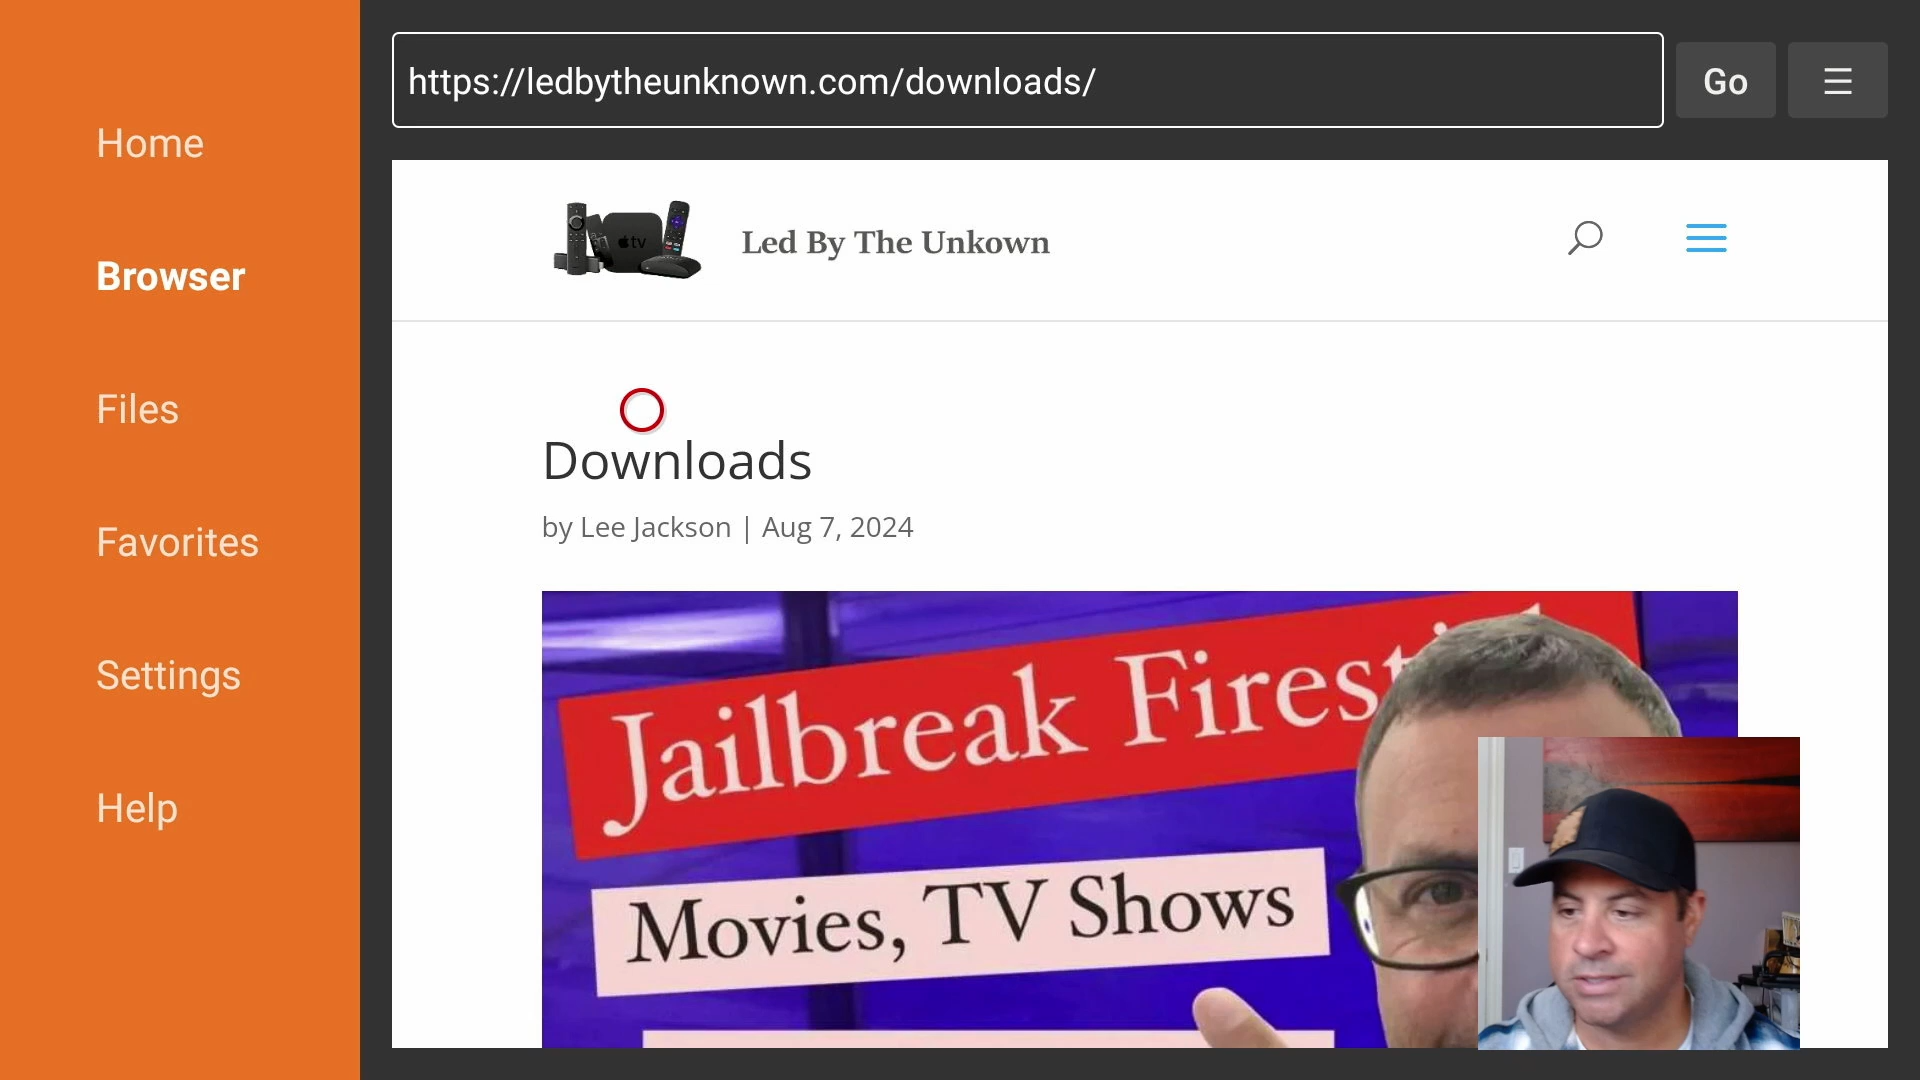 https://ledbytheunknown.com/downloads/
Go
Home
Browser
Files
Favorites
Settings
Help
tv
Led By The Unkown
Downloads
by Lee Jackson | Aug 7, 2024
Jailbreak Firest
Movies, TV Shows